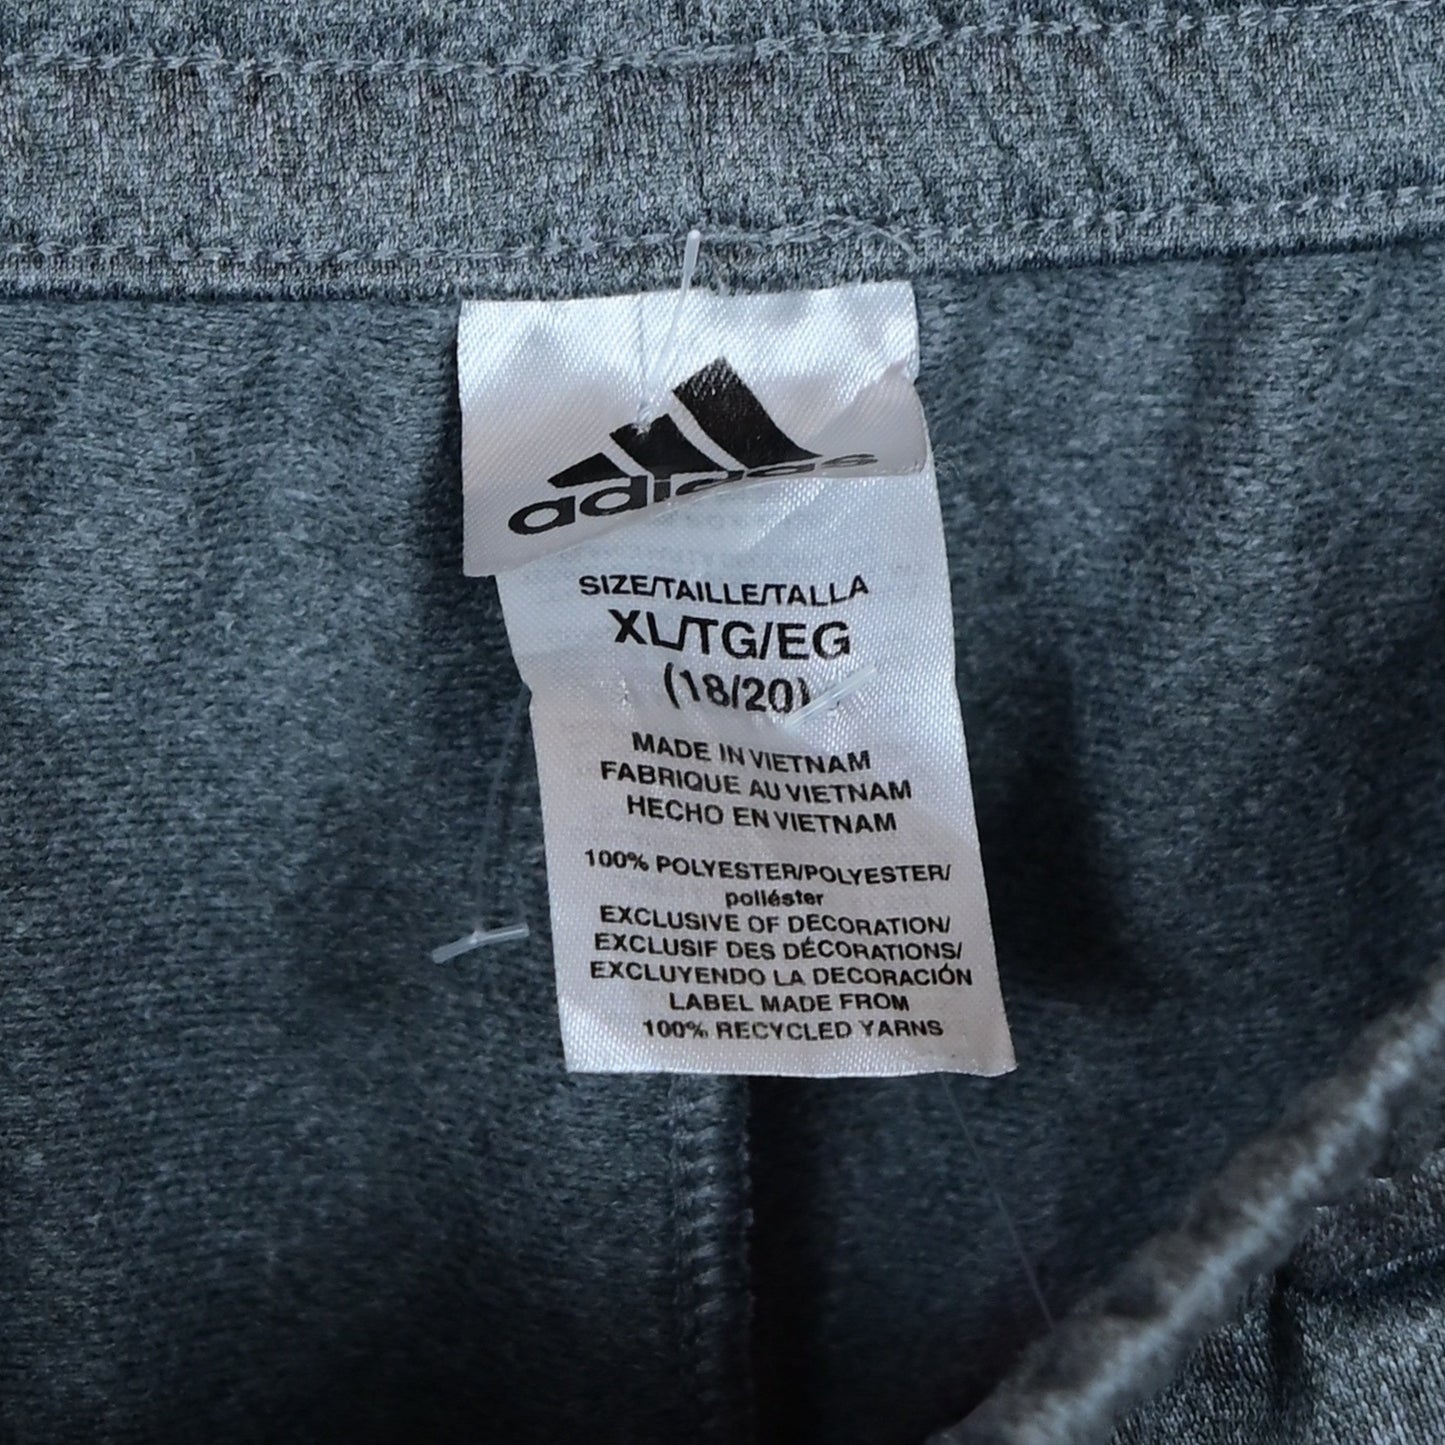 adidas
SIZE/TAILLE/TALLA
XL/TG/EG
(18/20)
MADE IN VIETNAM
FABRIQUE AU VIETNAM
HECHO EN VIETNAM
100% POLYESTER/POLYESTER/
poliéster
EXCLUSIVE OF DECORATION/
EXCLUSIF DES DÉCORATIONS/
EXCLUYENDO LA DECORACIÓN
LABEL MADE FROM
100% RECYCLED YARNS